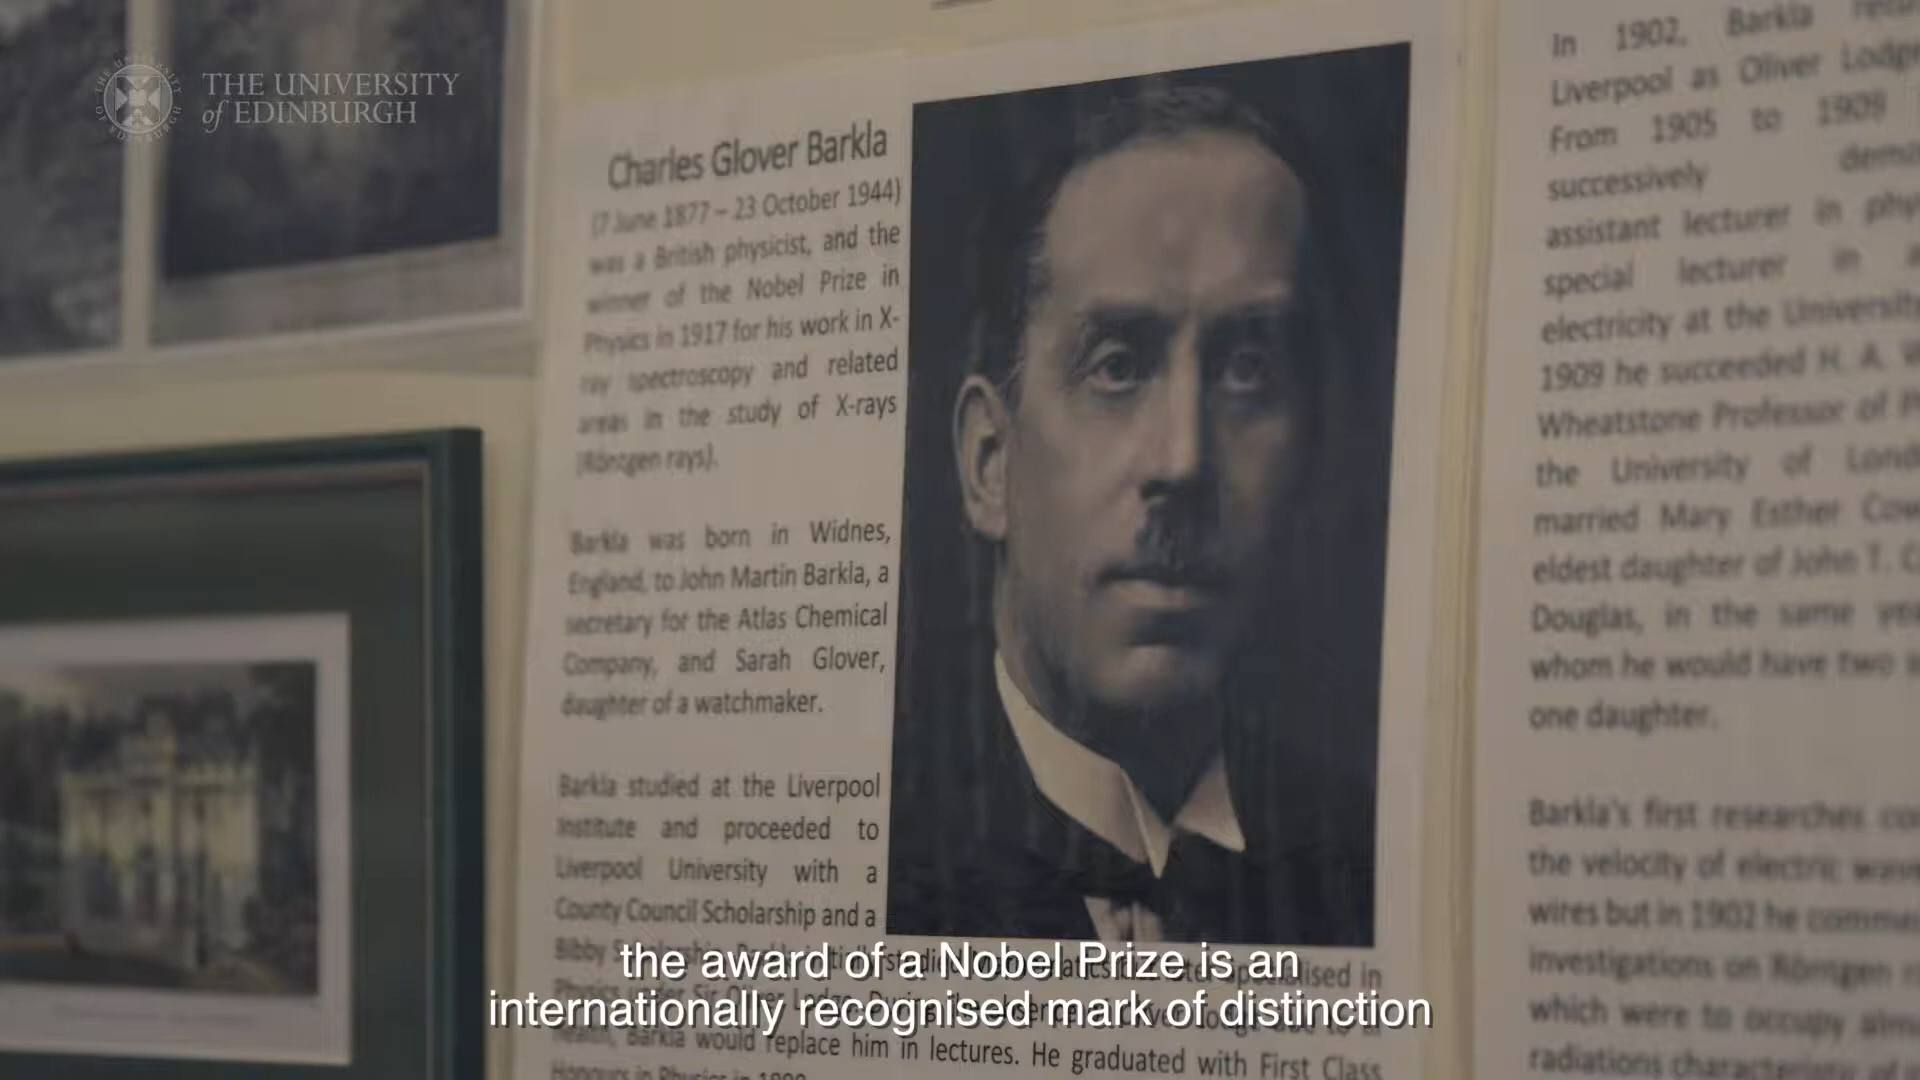 THE UNIVERSITY
of EDINBURGH
Charles Glover Barkla
(7 June 1877 – 23 October 1944)
was a British physicist, and the
winner of the Nobel Prize in
Physics in 1917 for his work in X-
ray spectroscopy and related
areas in the study of X-rays
(Röntgen rays).
Barkla was born in Widnes,
England, to John Martin Barkla, a
secretary for the Atlas Chemical
Company, and Sarah Glover,
daughter of a watchmaker.
Barkla studied at the Liverpool
Institute and proceeded to
Liverpool University with a
County Council Scholarship and a
Bibby
health, Barkla would replace him in lectures. He graduated with First Class
Honours in Physics in
In 1902, Barkla
Liverpool as Oliver
From 1905 to 1909
successively
assistant lecturer in
special lecturer in
electricity at the
1909 he succeeded H. A.
Wheatstone Professor of
the University of
married Mary Esther
eldest daughter of John T.
Douglas, in the same
whom he would have two
one daughter.
Barkla's first researches
the velocity of electric
wires but in 1902 he
investigations on Röntgen
which were to occupy
radiations characteristic of
the award of a Nobel Prize is an
internationally recognised mark of distinction